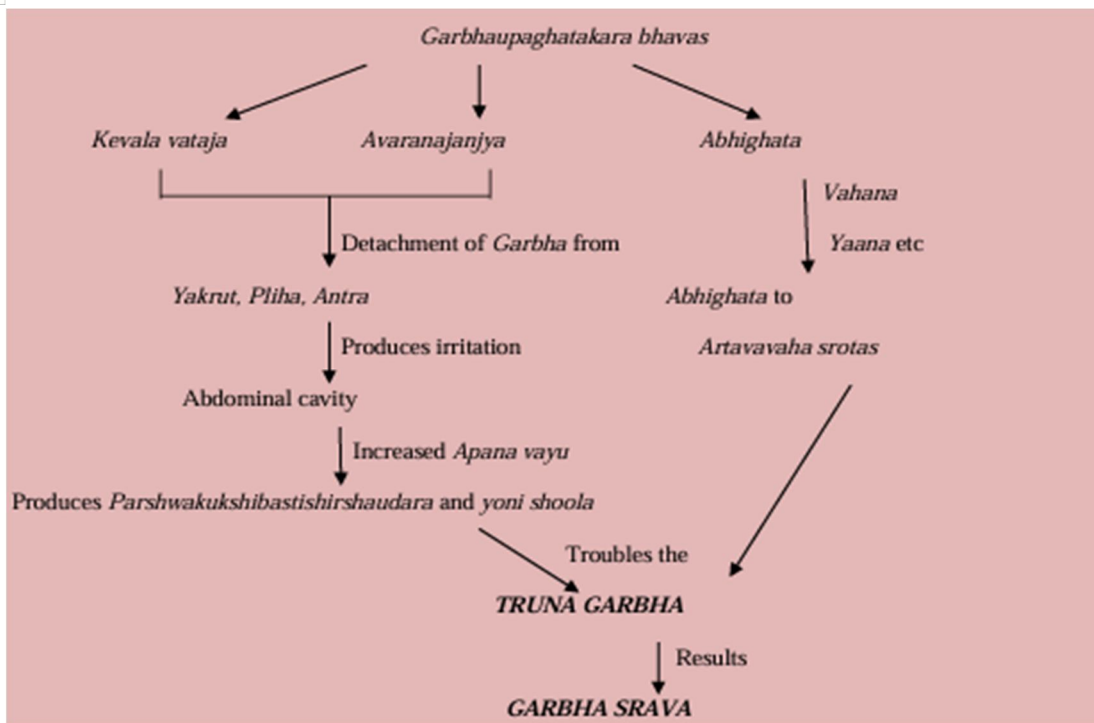 Garbhaupaghatakara bhavas
Kevala vataja
Avaranajanjya
Abhighata
Vahana
Detachment of Garbha from
Yaana etc
Yakrut, Pliha, Antra
Abhighata to
Produces irritation
Artavavaha srotas
Abdominal cavity
Increased Apana vayu
Produces Parshwakukshibastishirshaudara and yoni shoola
Troubles the
TRUNA GARBHA
Results
GARBHA SRAVA